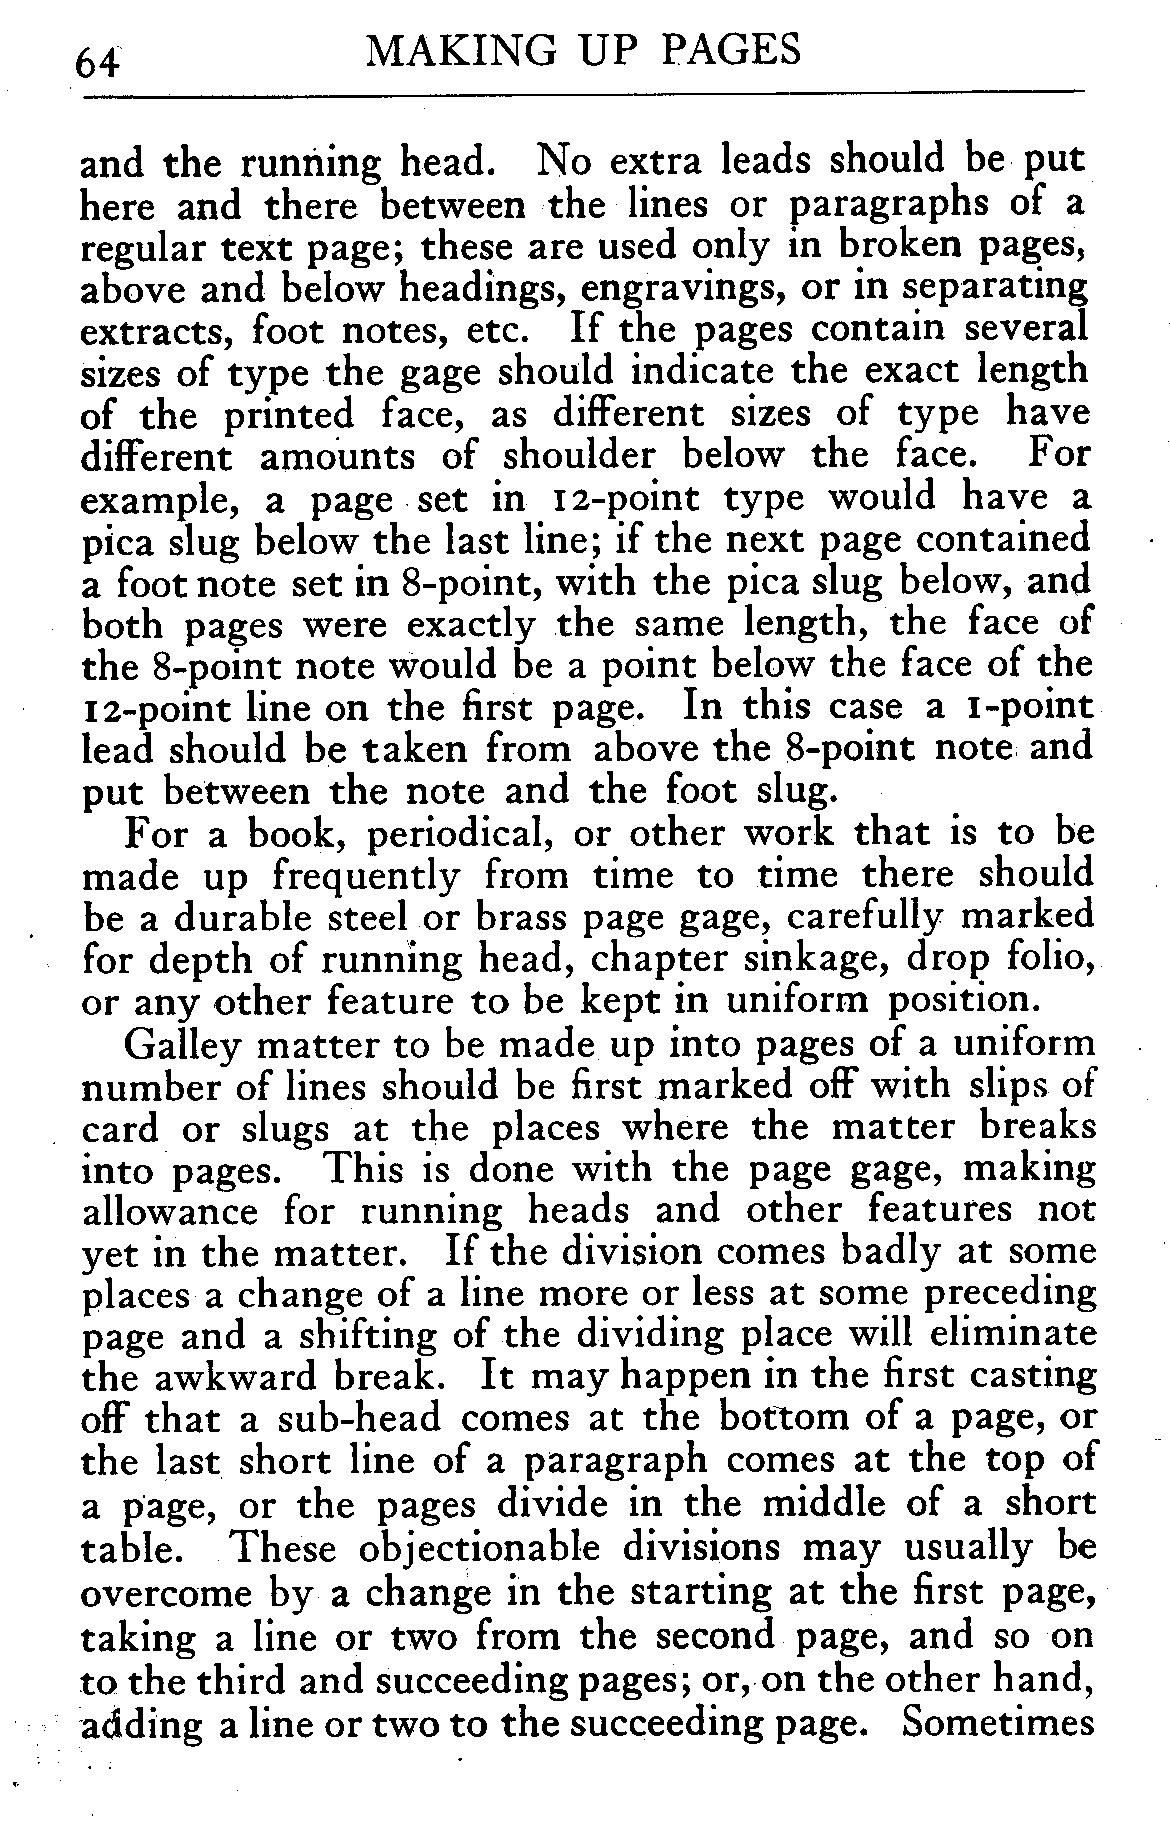 64 MAKING UP PAGES
and the running head. No extra leads should be put
here and there between the lines or paragraphs of a
regular text page; these are used only in broken pages,
above and below headings, engravings, or in separating
extracts, foot notes, etc. If the pages contain several
sizes of type the gage should indicate the exact length
of the printed face, as different sizes of type have
different amounts of shoulder below the face. For
example, a page set in 12-point type would have a
pica slug below the last line; if the next page contained
a foot note set in 8-point, with the pica slug below, and
both pages were exactly the same length, the face of
the 8-point note would be a point below the face of the
12-point line on the first page. In this case a 1-point
lead should be taken from above the 8-point note and
put between the note and the foot slug.
For a book, periodical, or other work that is to be
made up frequently from time to time there should
be a durable steel or brass page gage, carefully marked
for depth of running head, chapter sinkage, drop folio,
or any other feature to be kept in uniform position.
Galley matter to be made up into pages of a uniform
number of lines should be first marked off with slips of
card or slugs at the places where the matter breaks
into pages. This is done with the page gage, making
allowance for running heads and other features not
yet in the matter. If the division comes badly at some
places a change of a line more or less at some preceding
page and a shifting of the dividing place will eliminate
the awkward break. It may happen in the first casting
off that a sub-head comes at the bottom of a page, or
the last short line of a paragraph comes at the top of
a page, or the pages divide in the middle of a short
table. These objectionable divisions may usually be
overcome by a change in the starting at the first page,
taking a line or two from the second page, and so on
to the third and succeeding pages; or, on the other hand,
adding a line or two to the succeeding page. Sometimes